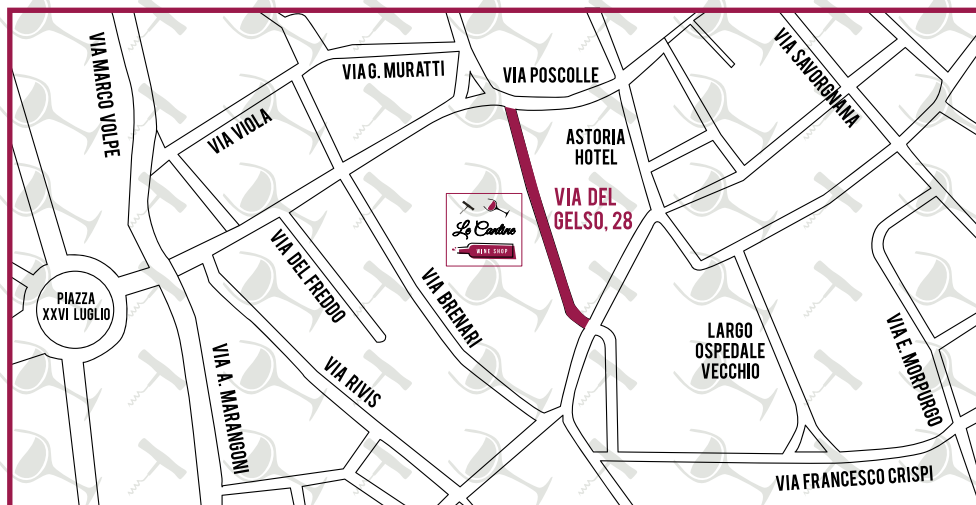 VIA MARCO VOLPE
VIA G. MURATTI
VIA POSCOLLE
VIA SAVORGNANA
VIA VIOLA
ASTORIA
HOTEL
VIA DEL
GELSO, 28
Le Cantine
WINE SHOP
VIA DEL FREDDO
VIA BRENARI
PIAZZA
XXVI LUGLIO
LARGO
OSPEDALE
VECCHIO
VIA E. MORPURGO
VIA A. MARANGONI
VIA RIVIS
VIA FRANCESCO CRISPI